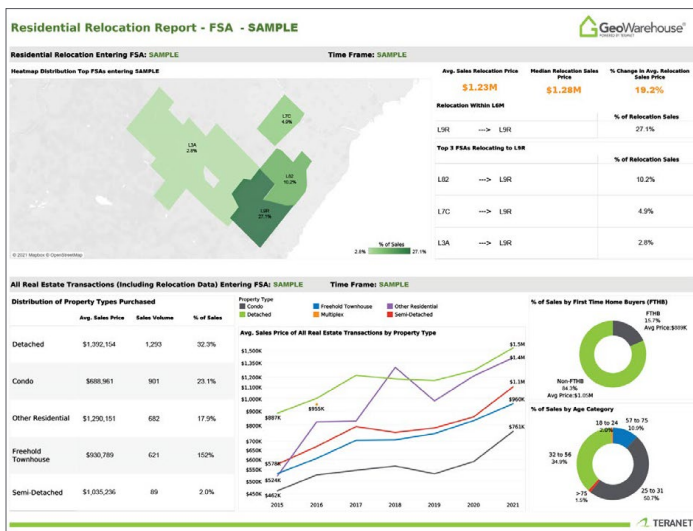 Residential Relocation Report - FSA - SAMPLE
GeoWarehouse®
POWERED BY TERANET
Residential Relocation Entering FSA: SAMPLE
Time Frame: SAMPLE
Heatmap Distribution Top FSAs entering SAMPLE
L7C
4.9%
L3A
2.8%
L82
10.2%
L9R
27.1%
% of Sales
2.8%
27.1%
© 2021 Mapbox © OpenStreetMap
Avg. Sales Relocation Price
$1.23M
Median Relocation Sales Price
$1.28M
% Change in Avg. Relocation Sales Price
19.2%
Relocation Within L6M
% of Relocation Sales
L9R ---> L9R 27.1%
Top 3 FSAs Relocating to L9R
% of Relocation Sales
L82 ---> L9R 10.2%
L7C ---> L9R 4.9%
L3A ---> L9R 2.8%
All Real Estate Transactions (Including Relocation Data) Entering FSA: SAMPLE
Time Frame: SAMPLE
Distribution of Property Types Purchased
Avg. Sales Price Sales Volume % of Sales
Detached $1,392,154 1,293 32.3%
Condo $688,961 901 23.1%
Other Residential $1,290,151 682 17.9%
Freehold Townhouse $930,789 621 152%
Semi-Detached $1,035,236 89 2.0%
Property Type
Condo
Detached
Freehold Townhouse
Multiplex
Other Residential
Semi-Detached
Avg. Sales Price of All Real Estate Transactions by Property Type
$1,500K
$1,350K
$1,200K
$1,100K
$1,000K
$900K
$800K
$700K
$650K
$600K
$550K
$500K
$450K
$887K
$955K
$578K
$524K
$462K
$1.5M
$1.4M
$1.1M
$960K
$761K
2015 2016 2017 2018 2019 2020 2021
% of Sales by First Time Home Buyers (FTHB)
FTHB
15.7%
Avg Price:$889K
Non-FTHB
84.3%
Avg Price:$1.05M
% of Sales by Age Category
18 to 24
2.0%
57 to 75
10.9%
32 to 56
34.9%
>75
1.5%
25 to 31
50.7%
TERANET